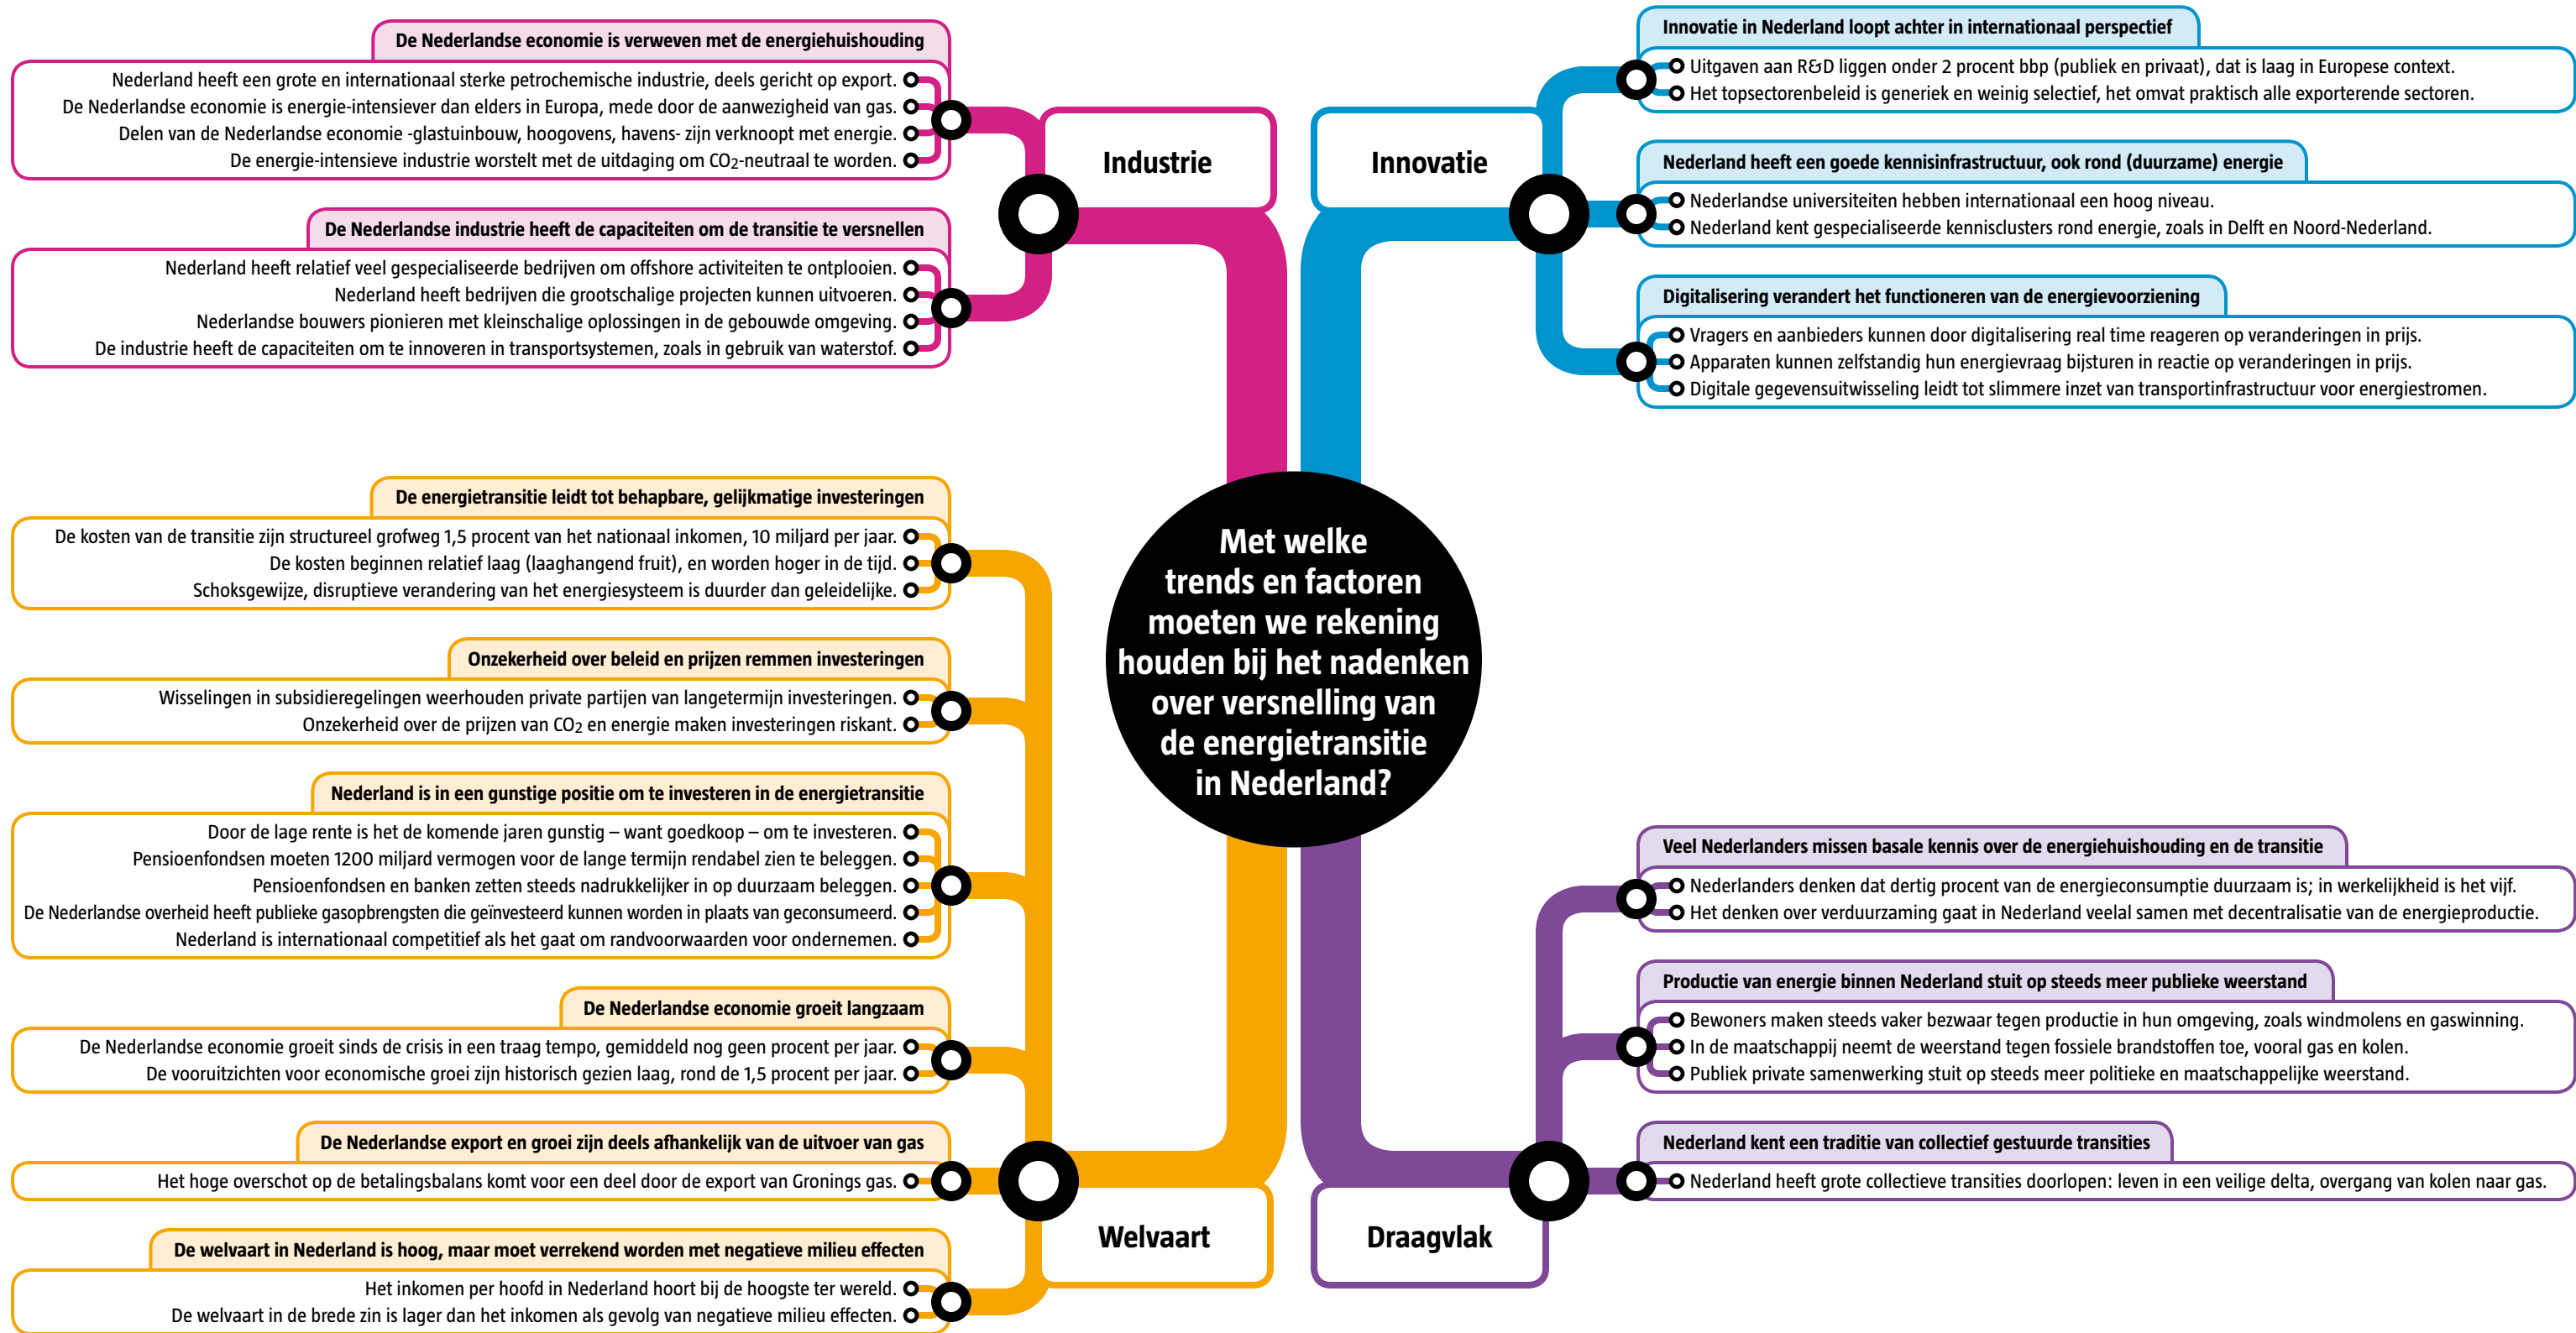 De Nederlandse economie is verweven met de energiehuishouding
Nederland heeft een grote en internationaal sterke petrochemische industrie, deels gericht op export.
De Nederlandse economie is energie-intensiever dan elders in Europa, mede door de aanwezigheid van gas.
Delen van de Nederlandse economie -glastuinbouw, hoogovens, havens- zijn verknoopt met energie.
De energie-intensieve industrie worstelt met de uitdaging om CO2-neutraal te worden.
De Nederlandse industrie heeft de capaciteiten om de transitie te versnellen
Nederland heeft relatief veel gespecialiseerde bedrijven om offshore activiteiten te ontplooien.
Nederland heeft bedrijven die grootschalige projecten kunnen uitvoeren.
Nederlandse bouwers pionieren met kleinschalige oplossingen in de gebouwde omgeving.
De industrie heeft de capaciteiten om te innoveren in transportsystemen, zoals in gebruik van waterstof.
Industrie
Innovatie
Innovatie in Nederland loopt achter in internationaal perspectief
Uitgaven aan R&D liggen onder 2 procent bbp (publiek en privaat), dat is laag in Europese context.
Het topsectorenbeleid is generiek en weinig selectief, het omvat praktisch alle exporterende sectoren.
Nederland heeft een goede kennisinfrastructuur, ook rond (duurzame) energie
Nederlandse universiteiten hebben internationaal een hoog niveau.
Nederland kent gespecialiseerde kennisclusters rond energie, zoals in Delft en Noord-Nederland.
Digitalisering verandert het functioneren van de energievoorziening
Vragers en aanbieders kunnen door digitalisering real time reageren op veranderingen in prijs.
Apparaten kunnen zelfstandig hun energievraag bijsturen in reactie op veranderingen in prijs.
Digitale gegevensuitwisseling leidt tot slimmere inzet van transportinfrastructuur voor energiestromen.
Met welke
trends en factoren
moeten we rekening
houden bij het nadenken
over versnelling van
de energietransitie
in Nederland?
De energietransitie leidt tot behapbare, gelijkmatige investeringen
De kosten van de transitie zijn structureel grofweg 1,5 procent van het nationaal inkomen, 10 miljard per jaar.
De kosten beginnen relatief laag (laaghangend fruit), en worden hoger in de tijd.
Schoksgewijze, disruptieve verandering van het energiesysteem is duurder dan geleidelijke.
Onzekerheid over beleid en prijzen remmen investeringen
Wisselingen in subsidieregelingen weerhouden private partijen van langetermijn investeringen.
Onzekerheid over de prijzen van CO2 en energie maken investeringen riskant.
Nederland is in een gunstige positie om te investeren in de energietransitie
Door de lage rente is het de komende jaren gunstig – want goedkoop – om te investeren.
Pensioenfondsen moeten 1200 miljard vermogen voor de lange termijn rendabel zien te beleggen.
Pensioenfondsen en banken zetten steeds nadrukkelijker in op duurzaam beleggen.
De Nederlandse overheid heeft publieke gasopbrengsten die geïnvesteerd kunnen worden in plaats van geconsumeerd.
Nederland is internationaal competitief als het gaat om randvoorwaarden voor ondernemen.
De Nederlandse economie groeit langzaam
De Nederlandse economie groeit sinds de crisis in een traag tempo, gemiddeld nog geen procent per jaar.
De vooruitzichten voor economische groei zijn historisch gezien laag, rond de 1,5 procent per jaar.
De Nederlandse export en groei zijn deels afhankelijk van de uitvoer van gas
Het hoge overschot op de betalingsbalans komt voor een deel door de export van Gronings gas.
De welvaart in Nederland is hoog, maar moet verrekend worden met negatieve milieu effecten
Het inkomen per hoofd in Nederland hoort bij de hoogste ter wereld.
De welvaart in de brede zin is lager dan het inkomen als gevolg van negatieve milieu effecten.
Welvaart
Draagvlak
Veel Nederlanders missen basale kennis over de energiehuishouding en de transitie
Nederlanders denken dat dertig procent van de energieconsumptie duurzaam is; in werkelijkheid is het vijf.
Het denken over verduurzaming gaat in Nederland veelal samen met decentralisatie van de energieproductie.
Productie van energie binnen Nederland stuit op steeds meer publieke weerstand
Bewoners maken steeds vaker bezwaar tegen productie in hun omgeving, zoals windmolens en gaswinning.
In de maatschappij neemt de weerstand tegen fossiele brandstoffen toe, vooral gas en kolen.
Publiek private samenwerking stuit op steeds meer politieke en maatschappelijke weerstand.
Nederland kent een traditie van collectief gestuurde transities
Nederland heeft grote collectieve transities doorlopen: leven in een veilige delta, overgang van kolen naar gas.